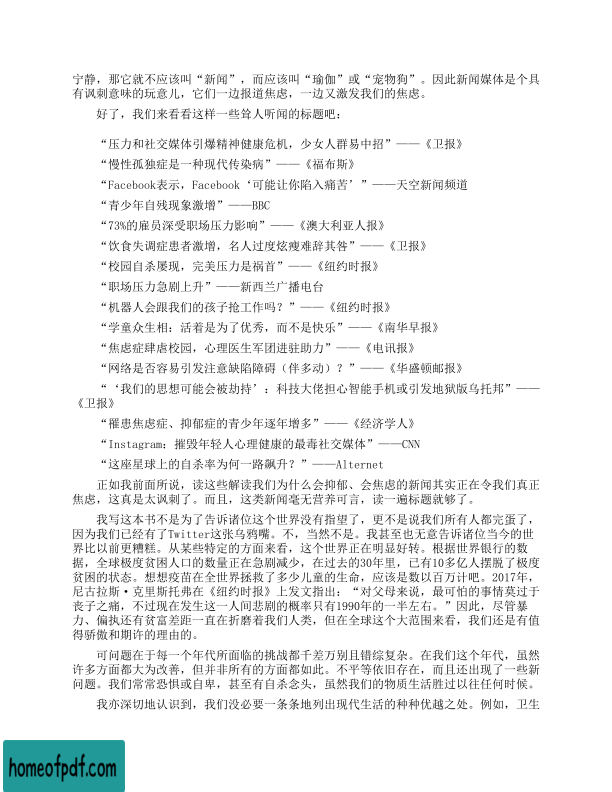 宁静，那它就不应该叫“新闻”，而应该叫“瑜伽”或“宠物狗”。因此新闻媒体是个具
有讽刺意味的玩意儿，它们一边报道焦虑，一边又激发我们的焦虑。
好了，我们来看看这样一些耸人听闻的标题吧：
“压力和社交媒体引爆精神健康危机，少女人群易中招”——《卫报》
“慢性孤独症是一种现代传染病”——《福布斯》
“Facebook表示，Facebook‘可能让你陷入痛苦’”——天空新闻频道
“青少年自残现象激增”——BBC
“73%的雇员深受职场压力影响”——《澳大利亚人报》
“饮食失调症患者激增，名人过度炫瘦难辞其咎”——《卫报》
“校园自杀屡现，完美压力是祸首”——《纽约时报》
“职场压力急剧上升”——新西兰广播电台
“机器人会跟我们的孩子抢工作吗？”——《纽约时报》
“学童众生相：活着是为了优秀，而不是快乐”——《南华早报》
“焦虑症肆虐校园，心理医生军团进驻助力”——《电讯报》
“网络是否容易引发注意缺陷障碍（伴多动）？”——《华盛顿邮报》
“‘我们的思想可能会被劫持’：科技大佬担心智能手机或引发地狱版乌托邦”——
《卫报》
“罹患焦虑症、抑郁症的青少年逐年增多”——《经济学人》
“Instagram：摧毁年轻人心理健康的最毒社交媒体”——CNN
“这座星球上的自杀率为何一路飙升？”——Alternet
正如我前面所说，读这些解读我们为什么会抑郁、会焦虑的新闻其实正在令我们真正
焦虑，这真是太讽刺了。而且，这类新闻毫无营养可言，读一遍标题就够了。
我写这本书不是为了告诉诸位这个世界没有指望了，更不是说我们所有人都完蛋了，
因为我们已经有了Twitter这张乌鸦嘴。不，当然不是。我甚至也无意告诉诸位当今的世
界比以前更糟糕。从某些特定的方面来看，这个世界正在明显好转。根据世界银行的数
据，全球极度贫困人口的数量正在急剧减少，在过去的30年里，已有10多亿人摆脱了极度
贫困的状态。想想疫苗在全世界拯救了多少儿童的生命，应该是数以百万计吧。2017年，
尼古拉斯·克里斯托弗在《纽约时报》上发文指出：“对父母来说，最可怕的事情莫过于
丧子之痛，不过现在发生这一人间悲剧的概率只有1990年的一半左右。”因此，尽管暴
力、偏执还有贫富差距一直在折磨着我们人类，但在全球这个大范围来看，我们还是有值
得骄傲和期许的理由的。
可问题在于每一个年代所面临的挑战都千差万别且错综复杂。在我们这个年代，虽然
许多方面都大为改善，但并非所有的方面都如此。不平等依旧存在，而且还出现了一些新
问题。我们常常恐惧或自卑，甚至有自杀念头，虽然我们的物质生活胜过以往任何时候。
我亦深切地认识到，我们没必要一条条地列出现代生活的种种优越之处。例如，卫生
homeofpdf.com